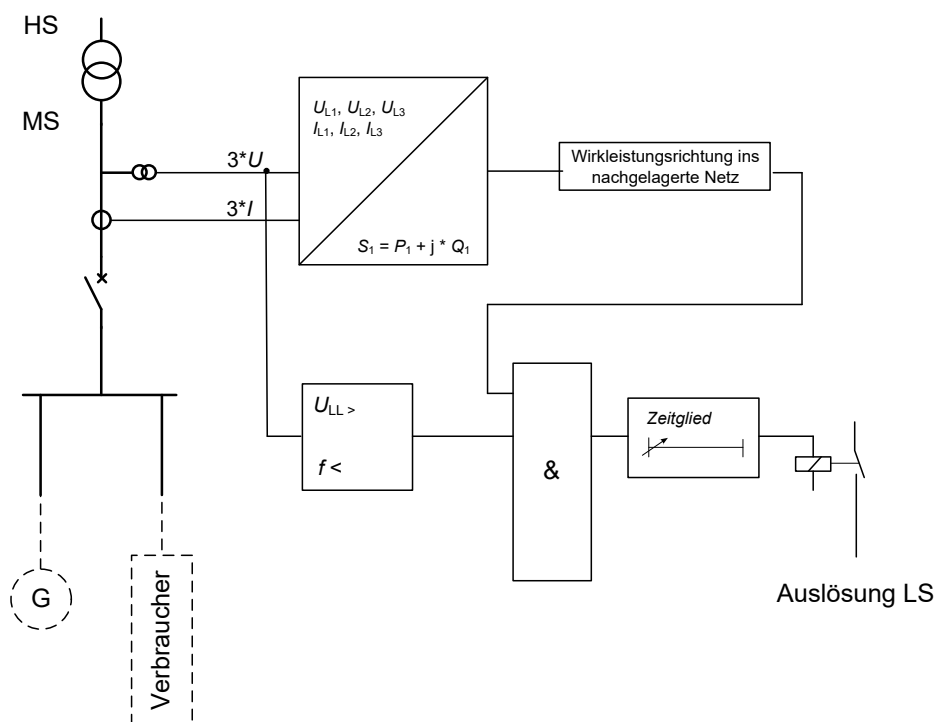 HS
MS
3*U
3*I
U_L1, U_L2, U_L3
I_L1, I_L2, I_L3
S_1 = P_1 + j * Q_1
Wirkleistungsrichtung ins
nachgelagerte Netz
U_LL >
f <
&
Zeitglied
Auslösung LS
G
Verbraucher